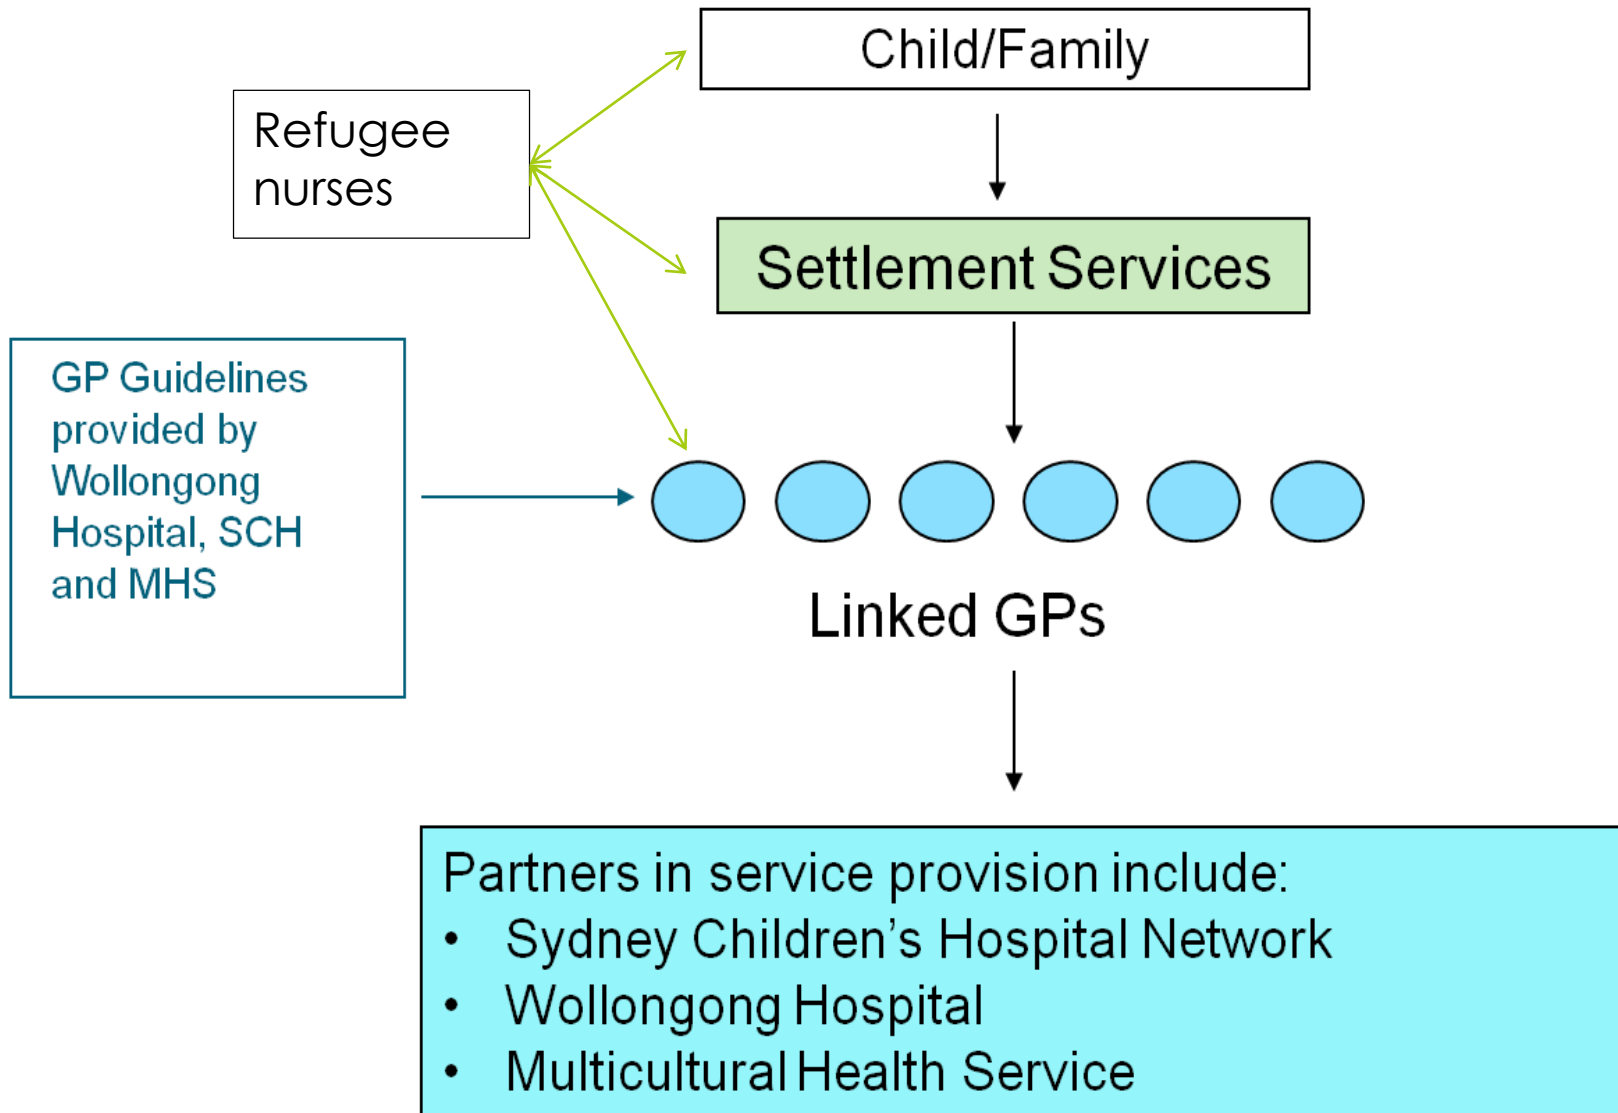 Child/Family
Refugee
nurses
Settlement Services
GP Guidelines
provided by
Wollongong
Hospital, SCH
and MHS
Linked GPs
Partners in service provision include:
• Sydney Children’s Hospital Network
• Wollongong Hospital
• Multicultural Health Service